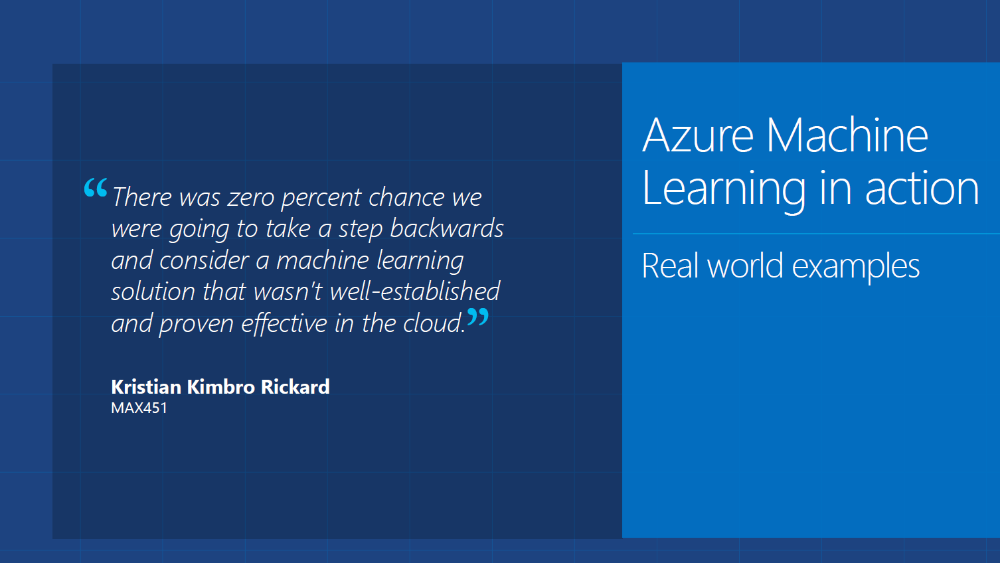 “There was zero percent chance we
were going to take a step backwards
and consider a machine learning
solution that wasn’t well-established
and proven effective in the cloud.”
Kristian Kimbro Rickard
MAX451
Azure Machine
Learning in action
Real world examples